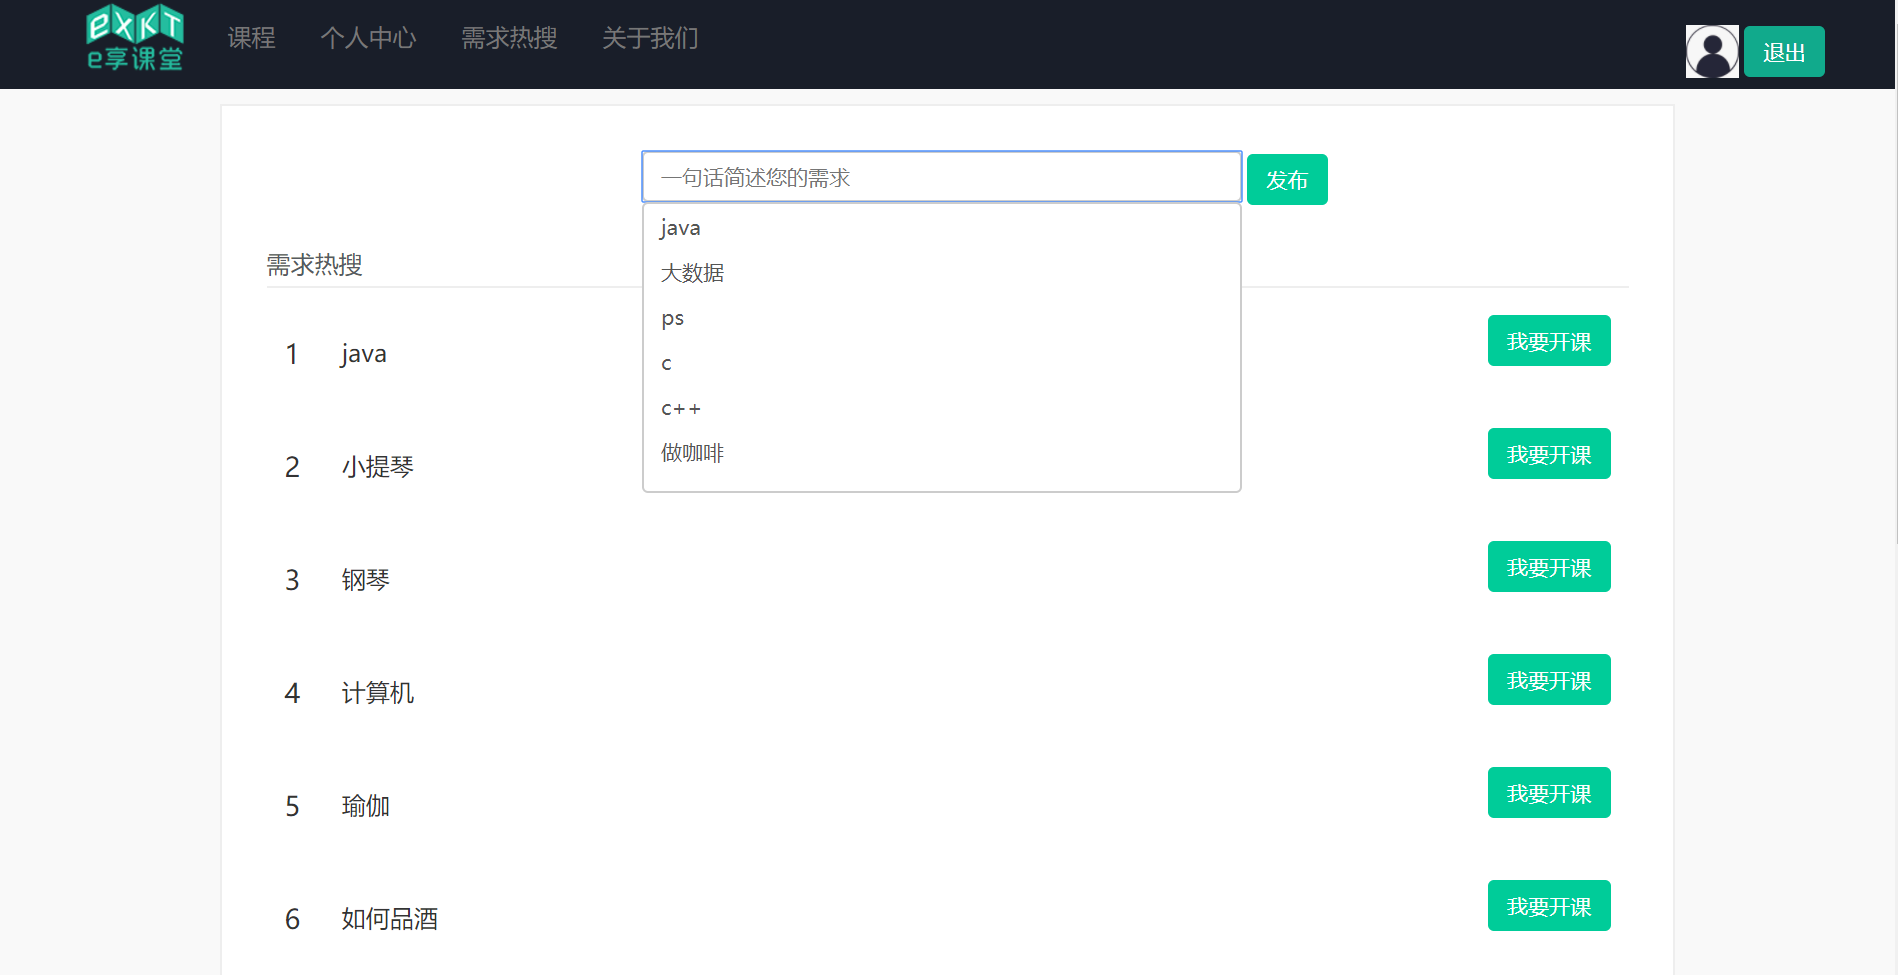 exKT
e享课堂
课程 个人中心 需求热搜 关于我们
退出
一句话简述您的需求
发布
java
大数据
ps
c
c++
做咖啡
需求热搜
1 java 我要开课
2 小提琴 我要开课
3 钢琴 我要开课
4 计算机 我要开课
5 瑜伽 我要开课
6 如何品酒 我要开课